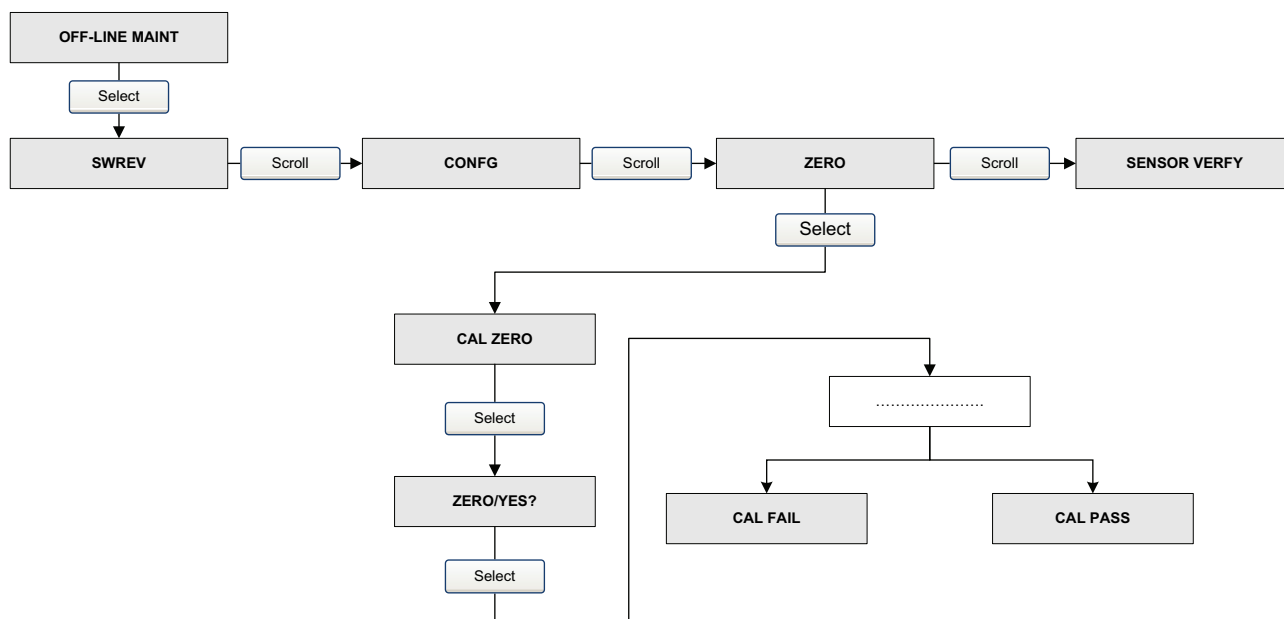 OFF-LINE MAINT
Select
SWREV
Scroll
CONFG
Scroll
ZERO
Scroll
SENSOR VERFY
Select
CAL ZERO
Select
ZERO/YES?
Select
......................
CAL FAIL
CAL PASS